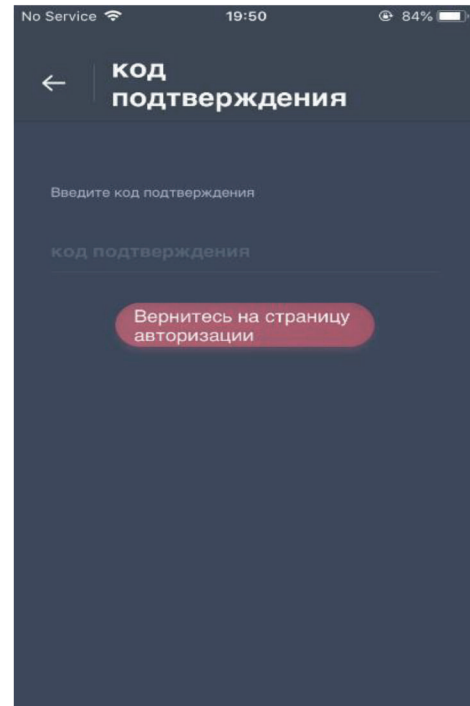 No Service 19:50 84%
код
подтверждения
Введите код подтверждения
код подтверждения
Вернитесь на страницу
авторизации